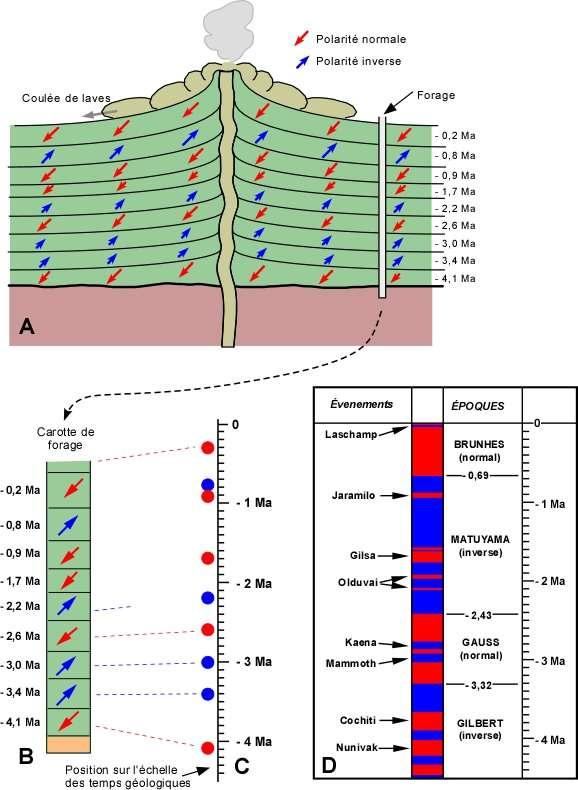 Polarité normale
Polarité inverse
Coulée de laves
Forage
- 0,2 Ma
- 0,8 Ma
- 0,9 Ma
- 1,7 Ma
- 2,2 Ma
- 2,6 Ma
- 3,0 Ma
- 3,4 Ma
- 4,1 Ma
A
Carotte de
forage
- 0,2 Ma
- 0,8 Ma
- 0,9 Ma
- 1,7 Ma
- 2,2 Ma
- 2,6 Ma
- 3,0 Ma
- 3,4 Ma
- 4,1 Ma
B
0
- 1 Ma
- 2 Ma
- 3 Ma
- 4 Ma
C
Position sur l'échelle
des temps géologiques
Évenements
ÉPOQUES
Laschamp
Jaramilo
Gilsa
Olduvai
Kaena
Mammoth
Cochiti
Nunivak
BRUNHES
(normal)
- 0,69
MATUYAMA
(inverse)
- 2,43
GAUSS
(normal)
- 3,32
GILBERT
(inverse)
0
- 1 Ma
- 2 Ma
- 3 Ma
- 4 Ma
D